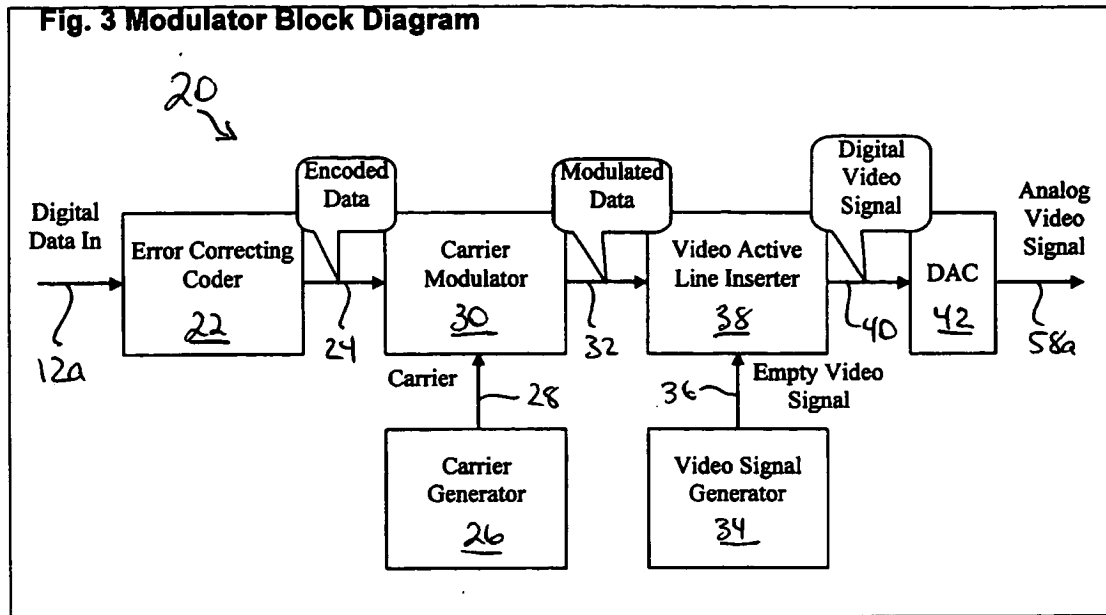 Fig. 3 Modulator Block Diagram
20
Digital
Data In
12a
Error Correcting
Coder
22
Encoded
Data
24
Carrier
Modulator
30
Modulated
Data
32
Video Active
Line Inserter
38
Digital
Video
Signal
40
DAC
42
Analog
Video
Signal
58a
Carrier
28
36
Empty Video
Signal
Carrier
Generator
26
Video Signal
Generator
34